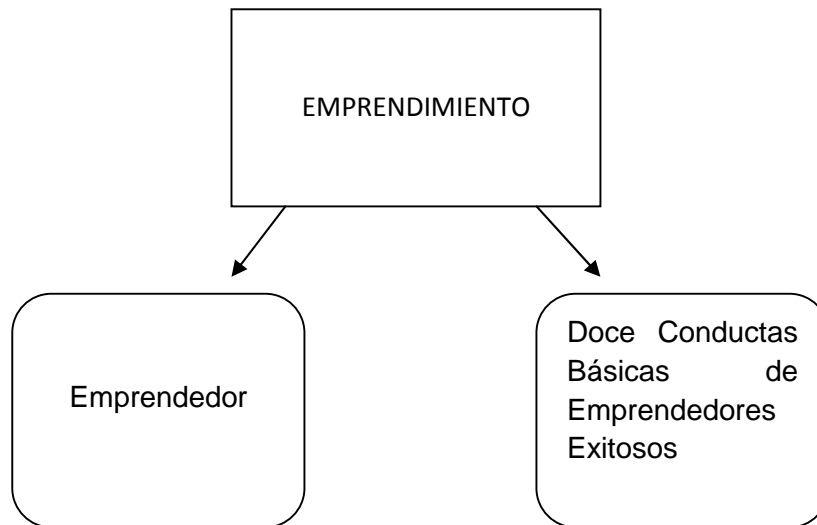 EMPRENDIMIENTO
Emprendedor
Doce Conductas
Básicas de
Emprendedores
Exitosos